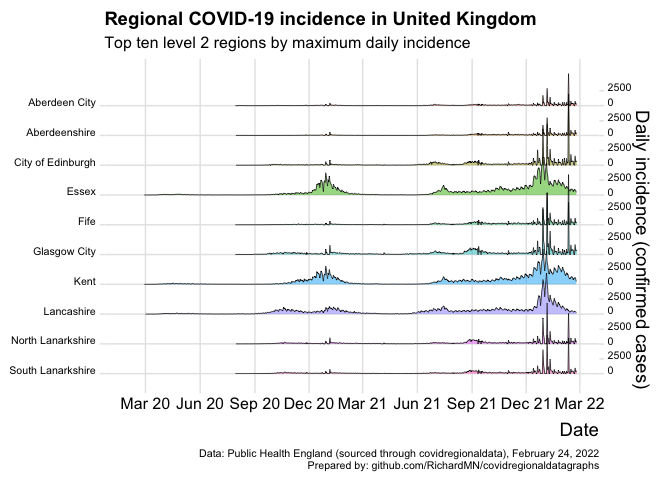 Regional COVID-19 incidence in United Kingdom
Top ten level 2 regions by maximum daily incidence
Aberdeen City
Aberdeenshire
City of Edinburgh
Essex
Fife
Glasgow City
Kent
Lancashire
North Lanarkshire
South Lanarkshire
2500
0
2500
0
2500
0
2500
0
2500
0
2500
0
2500
0
2500
0
2500
0
2500
0
Daily incidence (confirmed cases)
Mar 20 Jun 20 Sep 20 Dec 20 Mar 21 Jun 21 Sep 21 Dec 21 Mar 22
Date
Data: Public Health England (sourced through covidregionaldata), February 24, 2022
Prepared by: github.com/RichardMN/covidregionaldatagraphs